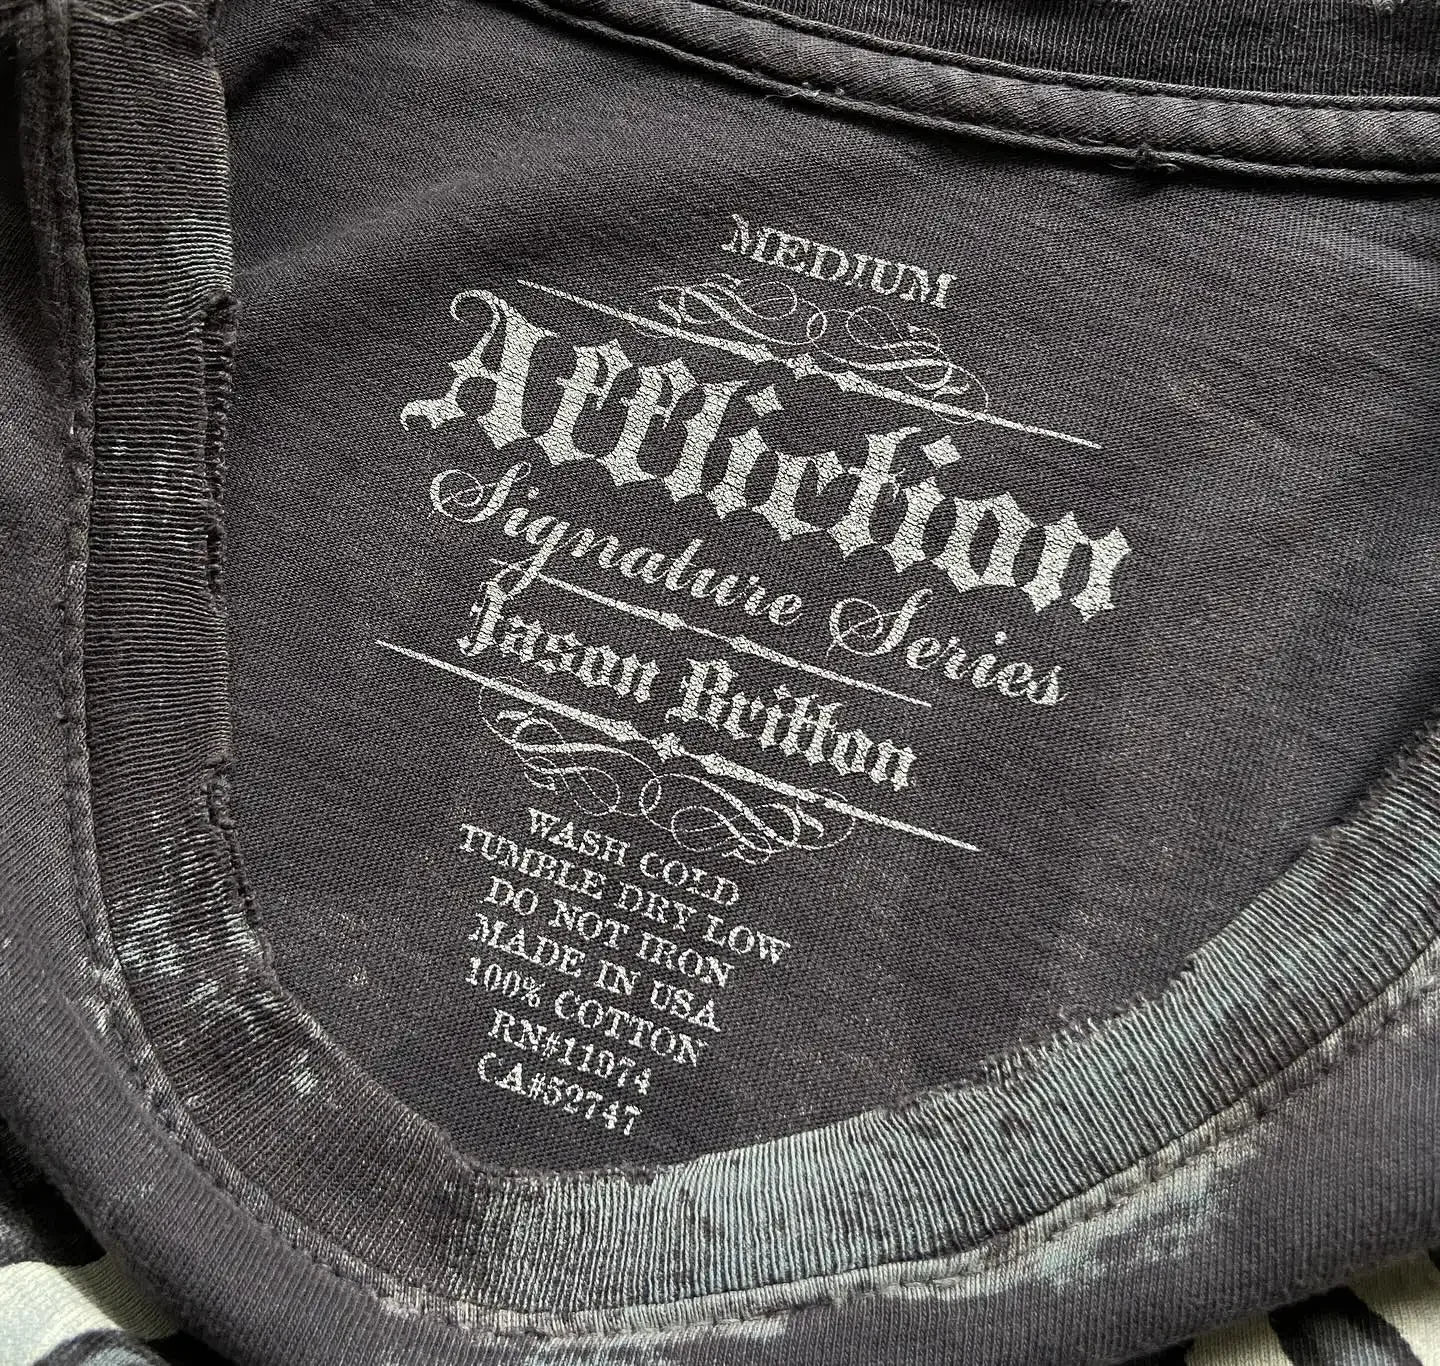 MEDIUM
Affliction
Signature Series
Jason Britton
WASH COLD
TUMBLE DRY LOW
DO NOT IRON
MADE IN USA
100% COTTON
RN#11974
CA#52747